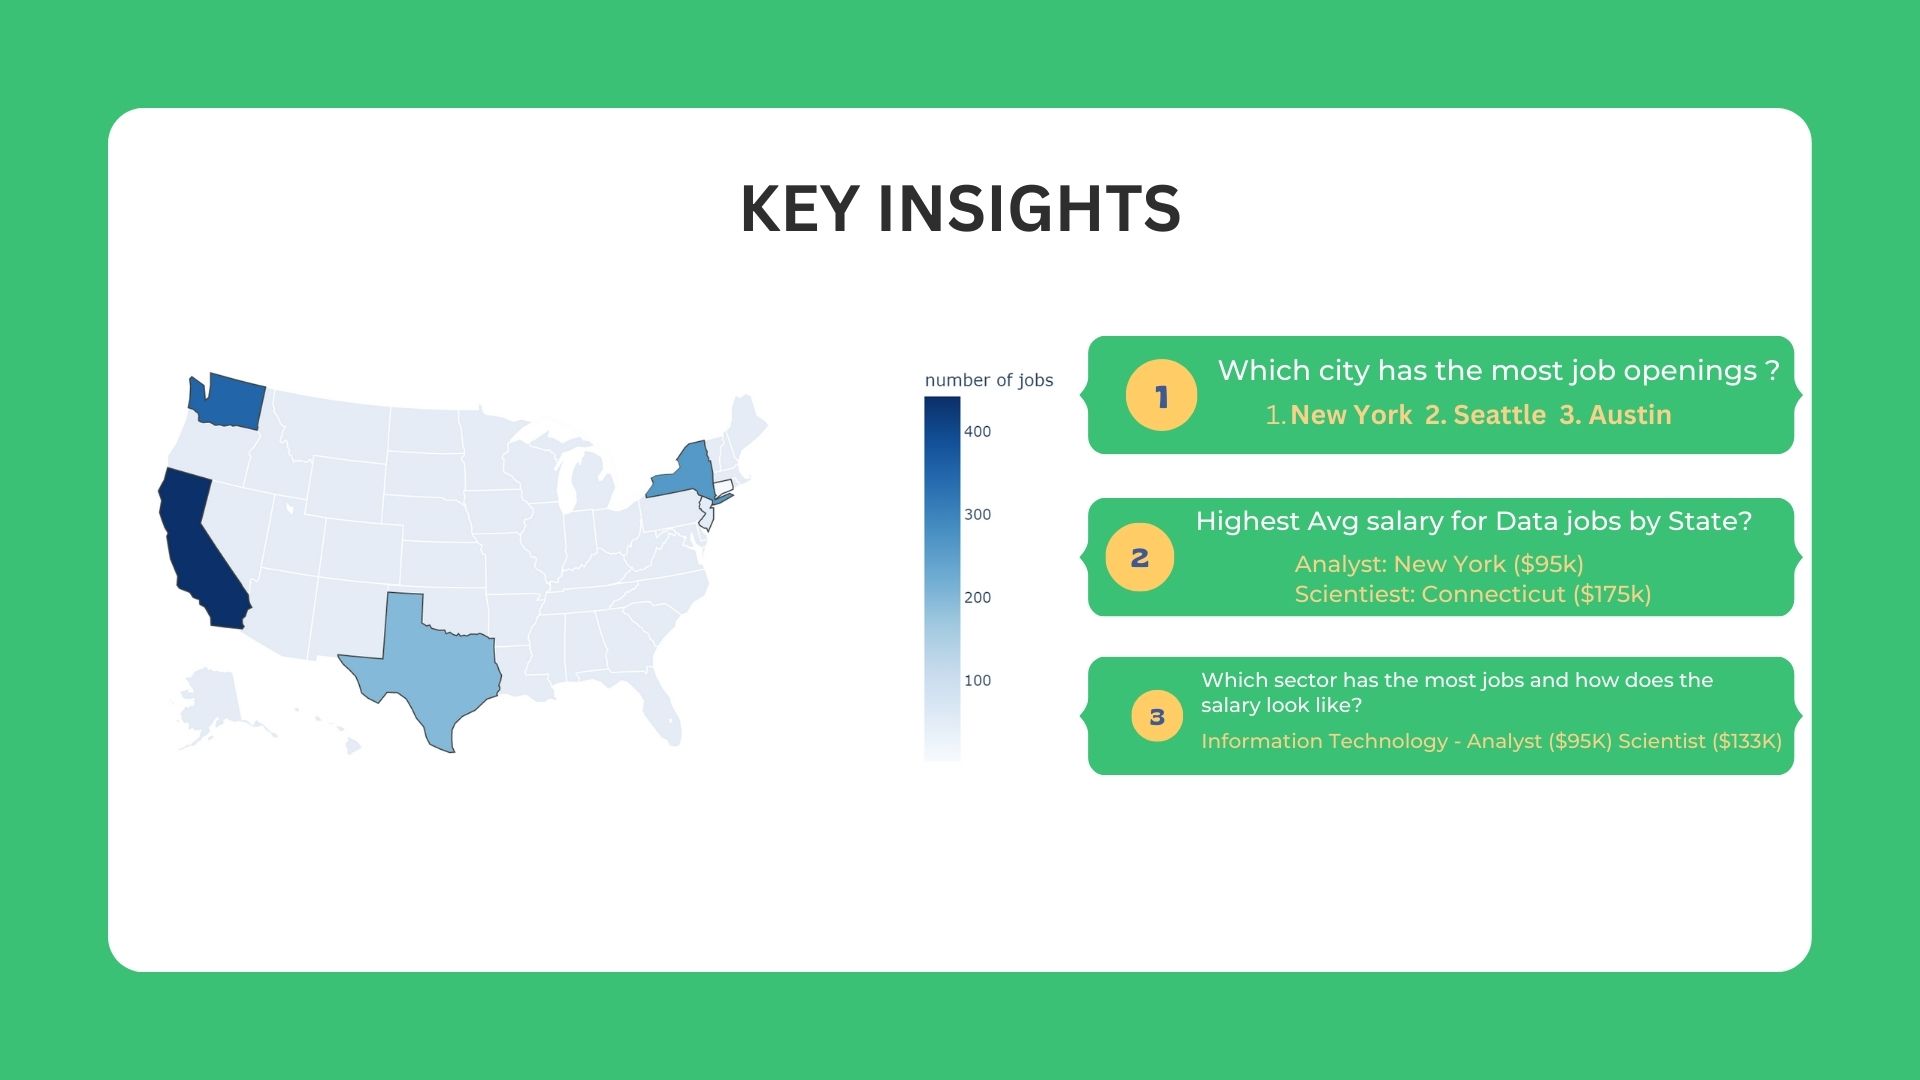 KEY INSIGHTS
number of jobs
400
300
200
100
1
Which city has the most job openings ?
1. New York 2. Seattle 3. Austin
2
Highest Avg salary for Data jobs by State?
Analyst: New York ($95k)
Scientiest: Connecticut ($175k)
3
Which sector has the most jobs and how does the
salary look like?
Information Technology - Analyst ($95K) Scientist ($133K)